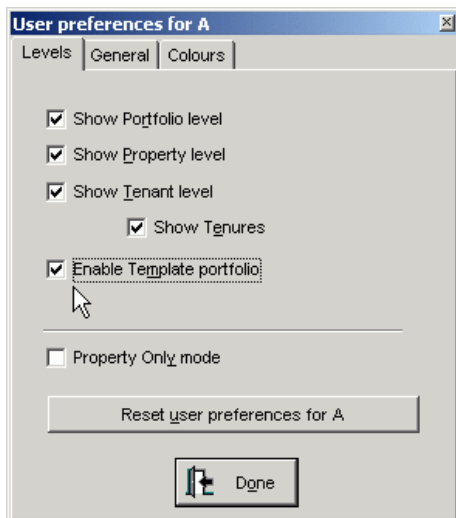 User preferences for A
Levels General Colours
Show Portfolio level
Show Property level
Show Tenant level
Show Tenures
Enable Template portfolio
Property Only mode
Reset user preferences for A
Done